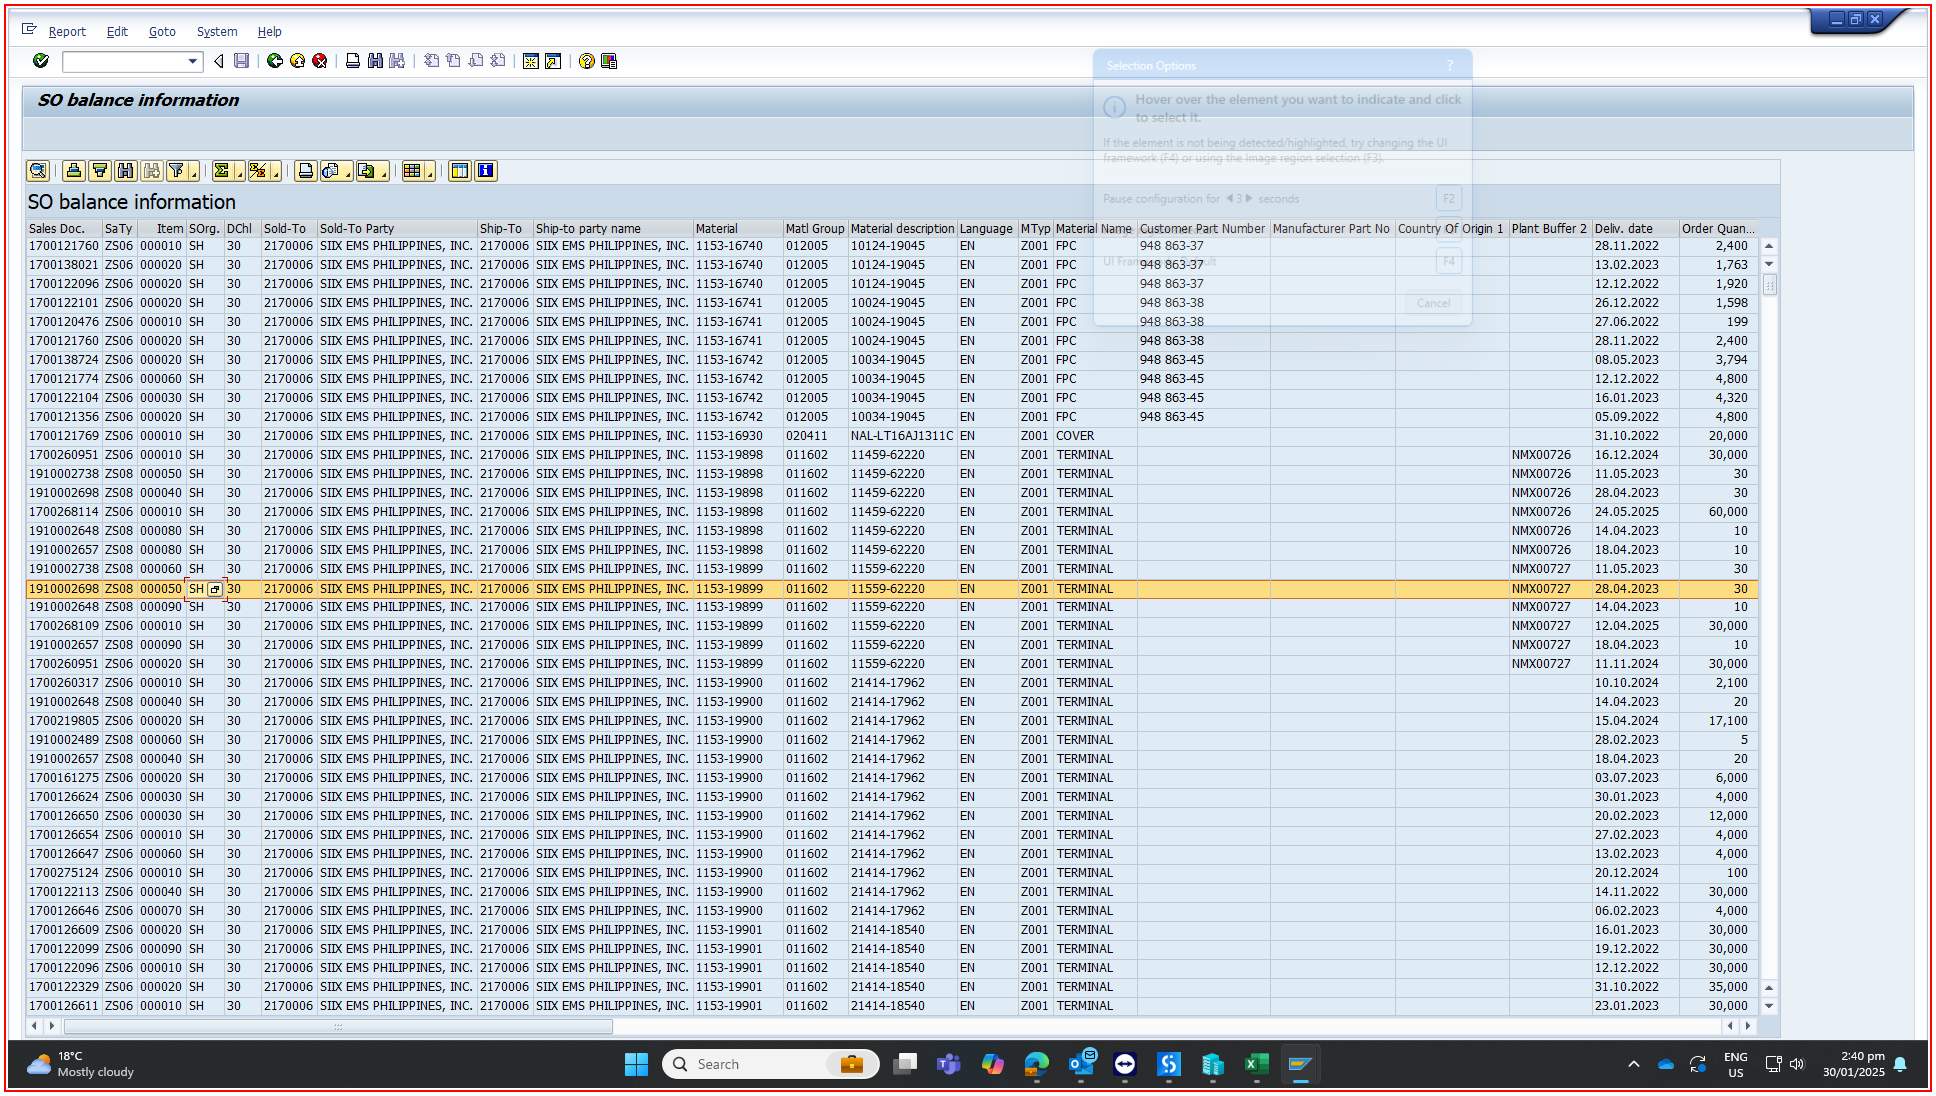 Report Edit Goto System Help
SO balance information
Selection Options ?
Hover over the element you want to indicate and click
to select it.
If the element is not being detected/highlighted, try changing the UI
framework (F4) or using the Image region selection (F3).
Pause configuration for 3 seconds F2
F4
Cancel
SO balance information
Sales Doc. SaTy Item SOrg. DChl Sold-To Sold-To Party Ship-To Ship-to party name Material Matl Group Material description Language MTyp Material Name Customer Part Number Manufacturer Part No Country Of Origin 1 Plant Buffer 2 Deliv. date Order Quan...
1700121760 ZS06 000010 SH 30 2170006 SIIX EMS PHILIPPINES, INC. 2170006 SIIX EMS PHILIPPINES, INC. 1153-16740 012005 10124-19045 EN Z001 FPC 948 863-37 28.11.2022 2,400
1700138021 ZS06 000020 SH 30 2170006 SIIX EMS PHILIPPINES, INC. 2170006 SIIX EMS PHILIPPINES, INC. 1153-16740 012005 10124-19045 EN Z001 FPC 948 863-37 13.02.2023 1,763
1700122096 ZS06 000020 SH 30 2170006 SIIX EMS PHILIPPINES, INC. 2170006 SIIX EMS PHILIPPINES, INC. 1153-16740 012005 10124-19045 EN Z001 FPC 948 863-37 12.12.2022 1,920
1700122101 ZS06 000020 SH 30 2170006 SIIX EMS PHILIPPINES, INC. 2170006 SIIX EMS PHILIPPINES, INC. 1153-16741 012005 10024-19045 EN Z001 FPC 948 863-38 26.12.2022 1,598
1700120476 ZS06 000010 SH 30 2170006 SIIX EMS PHILIPPINES, INC. 2170006 SIIX EMS PHILIPPINES, INC. 1153-16741 012005 10024-19045 EN Z001 FPC 948 863-38 27.06.2022 199
1700121760 ZS06 000020 SH 30 2170006 SIIX EMS PHILIPPINES, INC. 2170006 SIIX EMS PHILIPPINES, INC. 1153-16741 012005 10024-19045 EN Z001 FPC 948 863-38 28.11.2022 2,400
1700138724 ZS06 000020 SH 30 2170006 SIIX EMS PHILIPPINES, INC. 2170006 SIIX EMS PHILIPPINES, INC. 1153-16742 012005 10034-19045 EN Z001 FPC 948 863-45 08.05.2023 3,794
1700121774 ZS06 000060 SH 30 2170006 SIIX EMS PHILIPPINES, INC. 2170006 SIIX EMS PHILIPPINES, INC. 1153-16742 012005 10034-19045 EN Z001 FPC 948 863-45 12.12.2022 4,800
1700122104 ZS06 000030 SH 30 2170006 SIIX EMS PHILIPPINES, INC. 2170006 SIIX EMS PHILIPPINES, INC. 1153-16742 012005 10034-19045 EN Z001 FPC 948 863-45 16.01.2023 4,320
1700121356 ZS06 000020 SH 30 2170006 SIIX EMS PHILIPPINES, INC. 2170006 SIIX EMS PHILIPPINES, INC. 1153-16742 012005 10034-19045 EN Z001 FPC 948 863-45 05.09.2022 4,800
1700121769 ZS06 000010 SH 30 2170006 SIIX EMS PHILIPPINES, INC. 2170006 SIIX EMS PHILIPPINES, INC. 1153-16930 020411 NAL-LT16AJ1311C EN Z001 COVER 31.10.2022 20,000
1700260951 ZS06 000010 SH 30 2170006 SIIX EMS PHILIPPINES, INC. 2170006 SIIX EMS PHILIPPINES, INC. 1153-19898 011602 11459-62220 EN Z001 TERMINAL NMX00726 16.12.2024 30,000
1910002738 ZS08 000050 SH 30 2170006 SIIX EMS PHILIPPINES, INC. 2170006 SIIX EMS PHILIPPINES, INC. 1153-19898 011602 11459-62220 EN Z001 TERMINAL NMX00726 11.05.2023 30
1910002698 ZS08 000040 SH 30 2170006 SIIX EMS PHILIPPINES, INC. 2170006 SIIX EMS PHILIPPINES, INC. 1153-19898 011602 11459-62220 EN Z001 TERMINAL NMX00726 28.04.2023 30
1700268114 ZS06 000010 SH 30 2170006 SIIX EMS PHILIPPINES, INC. 2170006 SIIX EMS PHILIPPINES, INC. 1153-19898 011602 11459-62220 EN Z001 TERMINAL NMX00726 24.05.2025 60,000
1910002648 ZS08 000080 SH 30 2170006 SIIX EMS PHILIPPINES, INC. 2170006 SIIX EMS PHILIPPINES, INC. 1153-19898 011602 11459-62220 EN Z001 TERMINAL NMX00726 14.04.2023 10
1910002657 ZS08 000080 SH 30 2170006 SIIX EMS PHILIPPINES, INC. 2170006 SIIX EMS PHILIPPINES, INC. 1153-19898 011602 11459-62220 EN Z001 TERMINAL NMX00726 18.04.2023 10
1910002738 ZS08 000060 SH 30 2170006 SIIX EMS PHILIPPINES, INC. 2170006 SIIX EMS PHILIPPINES, INC. 1153-19899 011602 11559-62220 EN Z001 TERMINAL NMX00727 11.05.2023 30
1910002698 ZS08 000050 SH 30 2170006 SIIX EMS PHILIPPINES, INC. 2170006 SIIX EMS PHILIPPINES, INC. 1153-19899 011602 11559-62220 EN Z001 TERMINAL NMX00727 28.04.2023 30
1910002648 ZS08 000090 SH 30 2170006 SIIX EMS PHILIPPINES, INC. 2170006 SIIX EMS PHILIPPINES, INC. 1153-19899 011602 11559-62220 EN Z001 TERMINAL NMX00727 14.04.2023 10
1700268109 ZS06 000010 SH 30 2170006 SIIX EMS PHILIPPINES, INC. 2170006 SIIX EMS PHILIPPINES, INC. 1153-19899 011602 11559-62220 EN Z001 TERMINAL NMX00727 12.04.2025 30,000
1910002657 ZS08 000090 SH 30 2170006 SIIX EMS PHILIPPINES, INC. 2170006 SIIX EMS PHILIPPINES, INC. 1153-19899 011602 11559-62220 EN Z001 TERMINAL NMX00727 18.04.2023 10
1700260951 ZS06 000020 SH 30 2170006 SIIX EMS PHILIPPINES, INC. 2170006 SIIX EMS PHILIPPINES, INC. 1153-19899 011602 11559-62220 EN Z001 TERMINAL NMX00727 11.11.2024 30,000
1700260317 ZS06 000010 SH 30 2170006 SIIX EMS PHILIPPINES, INC. 2170006 SIIX EMS PHILIPPINES, INC. 1153-19900 011602 21414-17962 EN Z001 TERMINAL 10.10.2024 2,100
1910002648 ZS08 000040 SH 30 2170006 SIIX EMS PHILIPPINES, INC. 2170006 SIIX EMS PHILIPPINES, INC. 1153-19900 011602 21414-17962 EN Z001 TERMINAL 14.04.2023 20
1700219805 ZS06 000020 SH 30 2170006 SIIX EMS PHILIPPINES, INC. 2170006 SIIX EMS PHILIPPINES, INC. 1153-19900 011602 21414-17962 EN Z001 TERMINAL 15.04.2024 17,100
1910002489 ZS08 000060 SH 30 2170006 SIIX EMS PHILIPPINES, INC. 2170006 SIIX EMS PHILIPPINES, INC. 1153-19900 011602 21414-17962 EN Z001 TERMINAL 28.02.2023 5
1910002657 ZS08 000040 SH 30 2170006 SIIX EMS PHILIPPINES, INC. 2170006 SIIX EMS PHILIPPINES, INC. 1153-19900 011602 21414-17962 EN Z001 TERMINAL 18.04.2023 20
1700161275 ZS06 000020 SH 30 2170006 SIIX EMS PHILIPPINES, INC. 2170006 SIIX EMS PHILIPPINES, INC. 1153-19900 011602 21414-17962 EN Z001 TERMINAL 03.07.2023 6,000
1700126624 ZS06 000030 SH 30 2170006 SIIX EMS PHILIPPINES, INC. 2170006 SIIX EMS PHILIPPINES, INC. 1153-19900 011602 21414-17962 EN Z001 TERMINAL 30.01.2023 4,000
1700126650 ZS06 000030 SH 30 2170006 SIIX EMS PHILIPPINES, INC. 2170006 SIIX EMS PHILIPPINES, INC. 1153-19900 011602 21414-17962 EN Z001 TERMINAL 20.02.2023 12,000
1700126654 ZS06 000010 SH 30 2170006 SIIX EMS PHILIPPINES, INC. 2170006 SIIX EMS PHILIPPINES, INC. 1153-19900 011602 21414-17962 EN Z001 TERMINAL 27.02.2023 4,000
1700126647 ZS06 000060 SH 30 2170006 SIIX EMS PHILIPPINES, INC. 2170006 SIIX EMS PHILIPPINES, INC. 1153-19900 011602 21414-17962 EN Z001 TERMINAL 13.02.2023 4,000
1700275124 ZS06 000010 SH 30 2170006 SIIX EMS PHILIPPINES, INC. 2170006 SIIX EMS PHILIPPINES, INC. 1153-19900 011602 21414-17962 EN Z001 TERMINAL 20.12.2024 100
1700122113 ZS06 000040 SH 30 2170006 SIIX EMS PHILIPPINES, INC. 2170006 SIIX EMS PHILIPPINES, INC. 1153-19900 011602 21414-17962 EN Z001 TERMINAL 14.11.2022 30,000
1700126646 ZS06 000070 SH 30 2170006 SIIX EMS PHILIPPINES, INC. 2170006 SIIX EMS PHILIPPINES, INC. 1153-19900 011602 21414-17962 EN Z001 TERMINAL 06.02.2023 4,000
1700126609 ZS06 000020 SH 30 2170006 SIIX EMS PHILIPPINES, INC. 2170006 SIIX EMS PHILIPPINES, INC. 1153-19901 011602 21414-18540 EN Z001 TERMINAL 16.01.2023 30,000
1700122099 ZS06 000090 SH 30 2170006 SIIX EMS PHILIPPINES, INC. 2170006 SIIX EMS PHILIPPINES, INC. 1153-19901 011602 21414-18540 EN Z001 TERMINAL 19.12.2022 30,000
1700122096 ZS06 000010 SH 30 2170006 SIIX EMS PHILIPPINES, INC. 2170006 SIIX EMS PHILIPPINES, INC. 1153-19901 011602 21414-18540 EN Z001 TERMINAL 12.12.2022 30,000
1700122329 ZS06 000020 SH 30 2170006 SIIX EMS PHILIPPINES, INC. 2170006 SIIX EMS PHILIPPINES, INC. 1153-19901 011602 21414-18540 EN Z001 TERMINAL 31.10.2022 35,000
1700126611 ZS06 000010 SH 30 2170006 SIIX EMS PHILIPPINES, INC. 2170006 SIIX EMS PHILIPPINES, INC. 1153-19901 011602 21414-18540 EN Z001 TERMINAL 23.01.2023 30,000
18°C
Mostly cloudy
Search
ENG
US
2:40 pm
30/01/2025